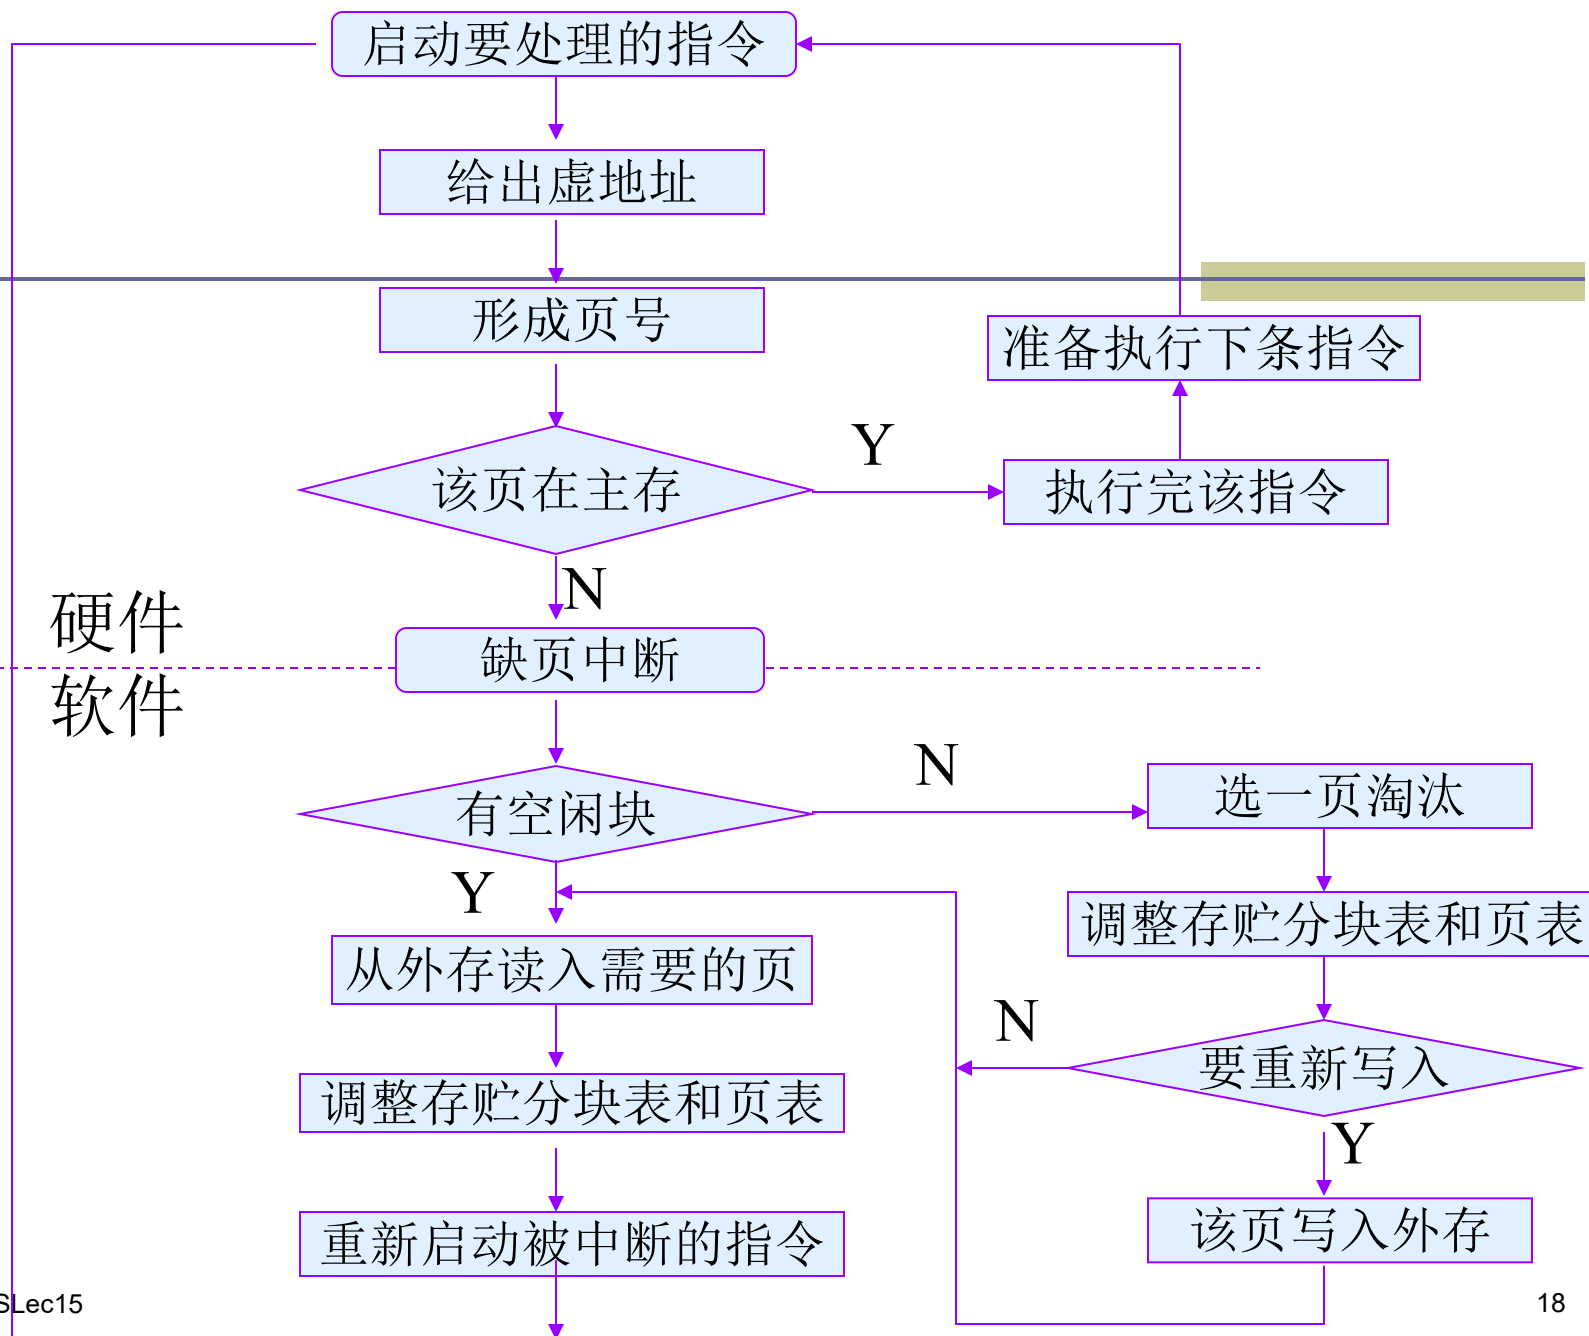 启动要处理的指令
给出虚地址
形成页号
准备执行下条指令
该页在主存
Y
执行完该指令
N
硬件
缺页中断
软件
有空闲块
N
选一页淘汰
Y
调整存贮分块表和页表
从外存读入需要的页
N
要重新写入
调整存贮分块表和页表
Y
重新启动被中断的指令
该页写入外存
SLec15
18